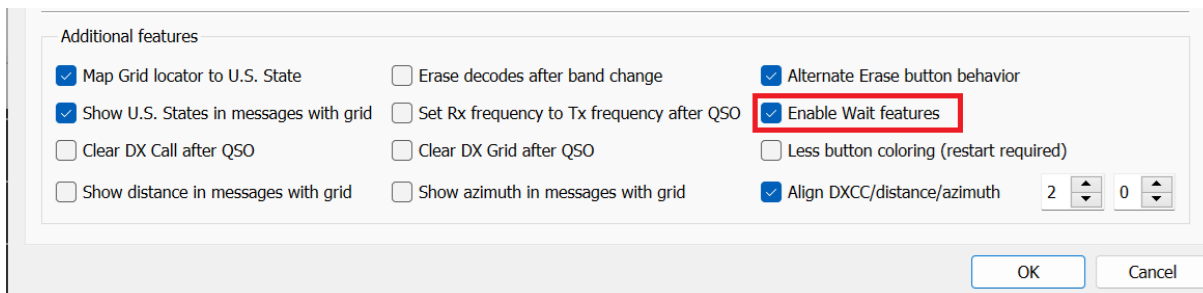 Additional features
Map Grid locator to U.S. State
Erase decodes after band change
Alternate Erase button behavior
Show U.S. States in messages with grid
Set Rx frequency to Tx frequency after QSO
Enable Wait features
Clear DX Call after QSO
Clear DX Grid after QSO
Less button coloring (restart required)
Show distance in messages with grid
Show azimuth in messages with grid
Align DXCC/distance/azimuth
2
0
OK
Cancel